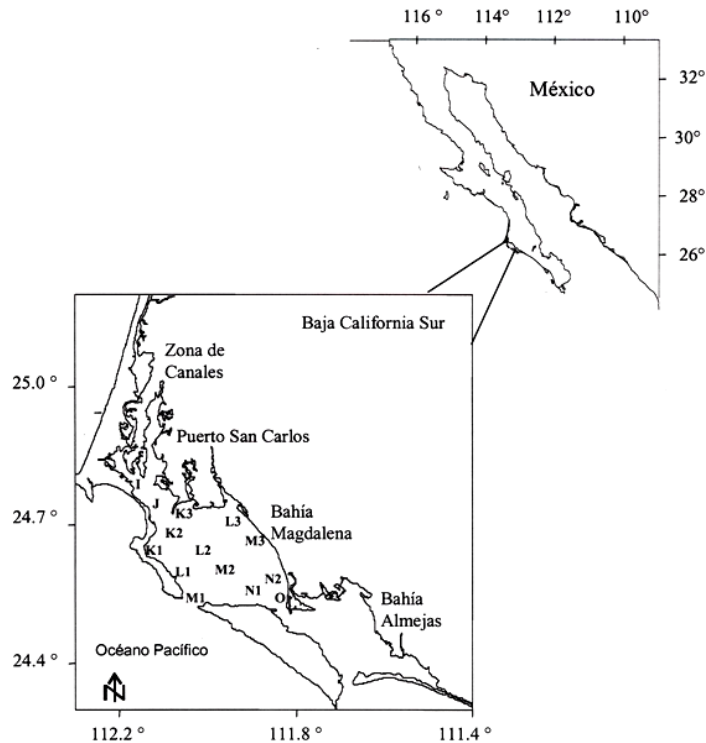 116 ° 114 ° 112 ° 110 °
México
32°
30°
28°
26°
Baja California Sur
Zona de
Canales
25.0 °
Puerto San Carlos
I
J
K3
Bahía
Magdalena
24.7 °
L3
K2
M3
K1
L2
L1
M2
N2
N1
O
M1
Bahía
Almejas
Océano Pacífico
24.4 °
N
112.2 °
111.8 °
111.4 °